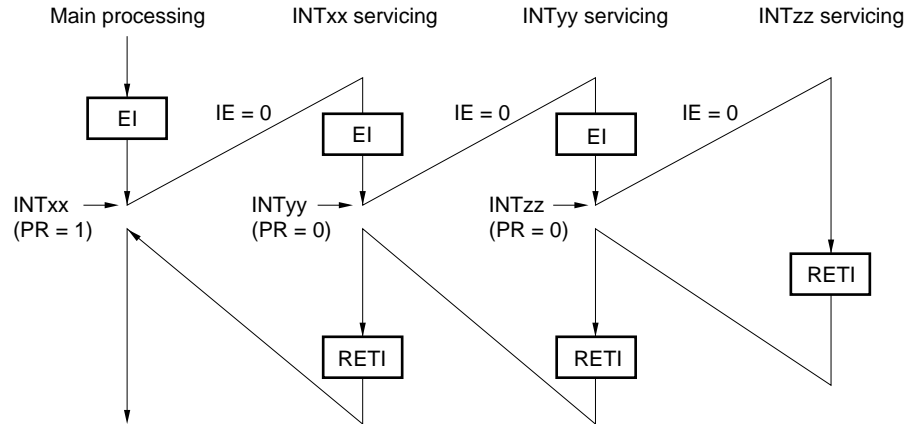 Main processing
INTxx servicing
INTyy servicing
INTzz servicing
EI
IE = 0
EI
IE = 0
EI
IE = 0
INTxx
(PR = 1)
INTyy
(PR = 0)
INTzz
(PR = 0)
RETI
RETI
RETI